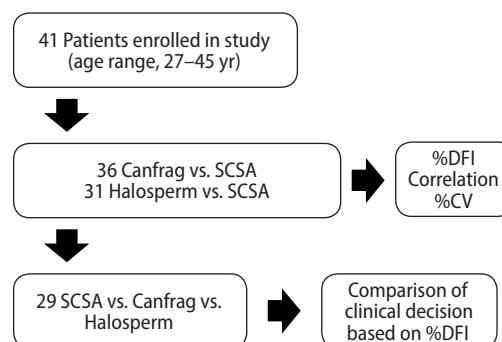 41 Patients enrolled in study
(age range, 27–45 yr)
36 Canfrag vs. SCSA
31 Halosperm vs. SCSA
%DFI
Correlation
%CV
29 SCSA vs. Canfrag vs.
Halosperm
Comparison of
clinical decision
based on %DFI